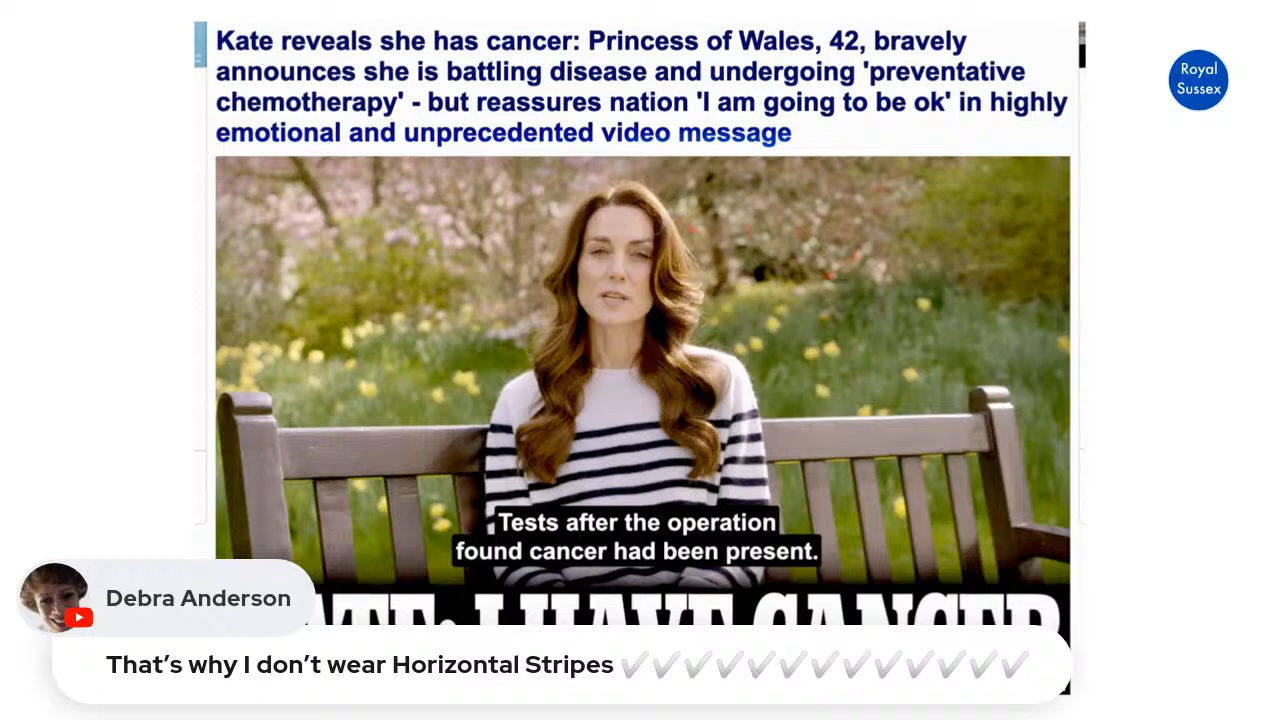 Kate reveals she has cancer: Princess of Wales, 42, bravely
announces she is battling disease and undergoing 'preventative
chemotherapy' - but reassures nation 'I am going to be ok' in highly
emotional and unprecedented video message
Royal
Sussex
Tests after the operation
found cancer had been present.
I HAVE CANCER
Debra Anderson
That’s why I don’t wear Horizontal Stripes ✔✔✔✔✔✔✔✔✔✔✔✔✔